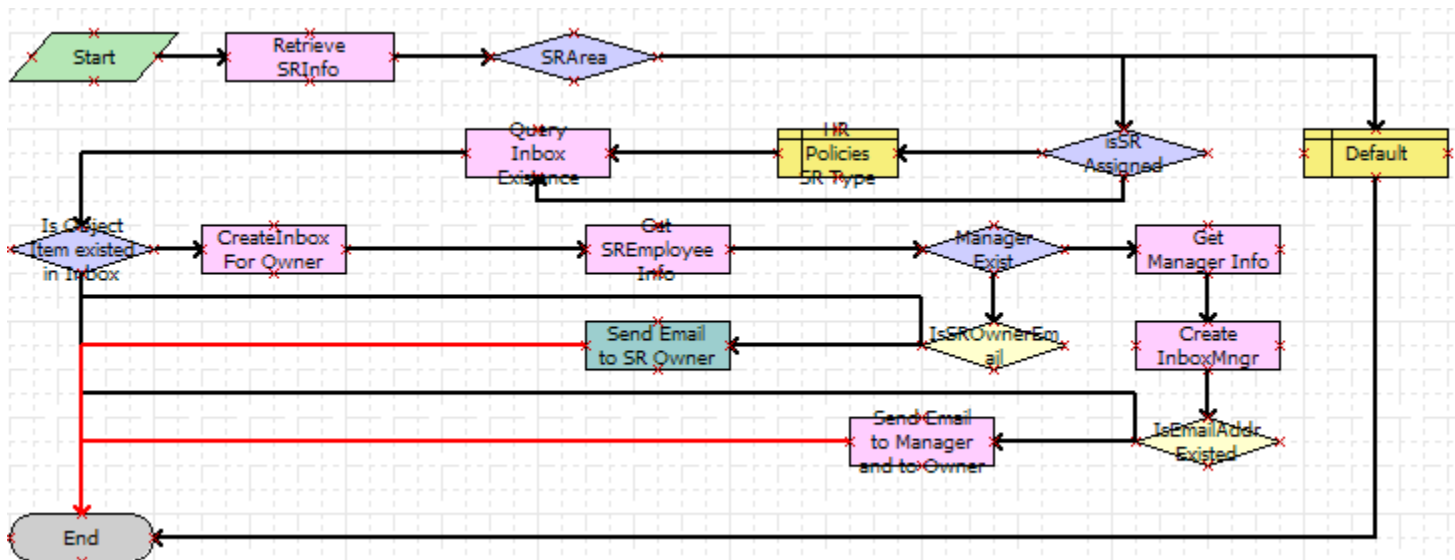 Start
Retrieve
SRInfo
SRArea
Query
Inbox
Existance
HR
Policies
SR Type
isSR
Assigned
Default
Is Object
Item existed
in Inbox
CreateInbox
For Owner
Get
SREmployee
Info
Manager
Exist
Get
Manager Info
Send Email
to SR Owner
IsSROwnerEm
ail
Create
InboxMngr
Send Email
to Manager
and to Owner
IsEmailAddr
Existed
End